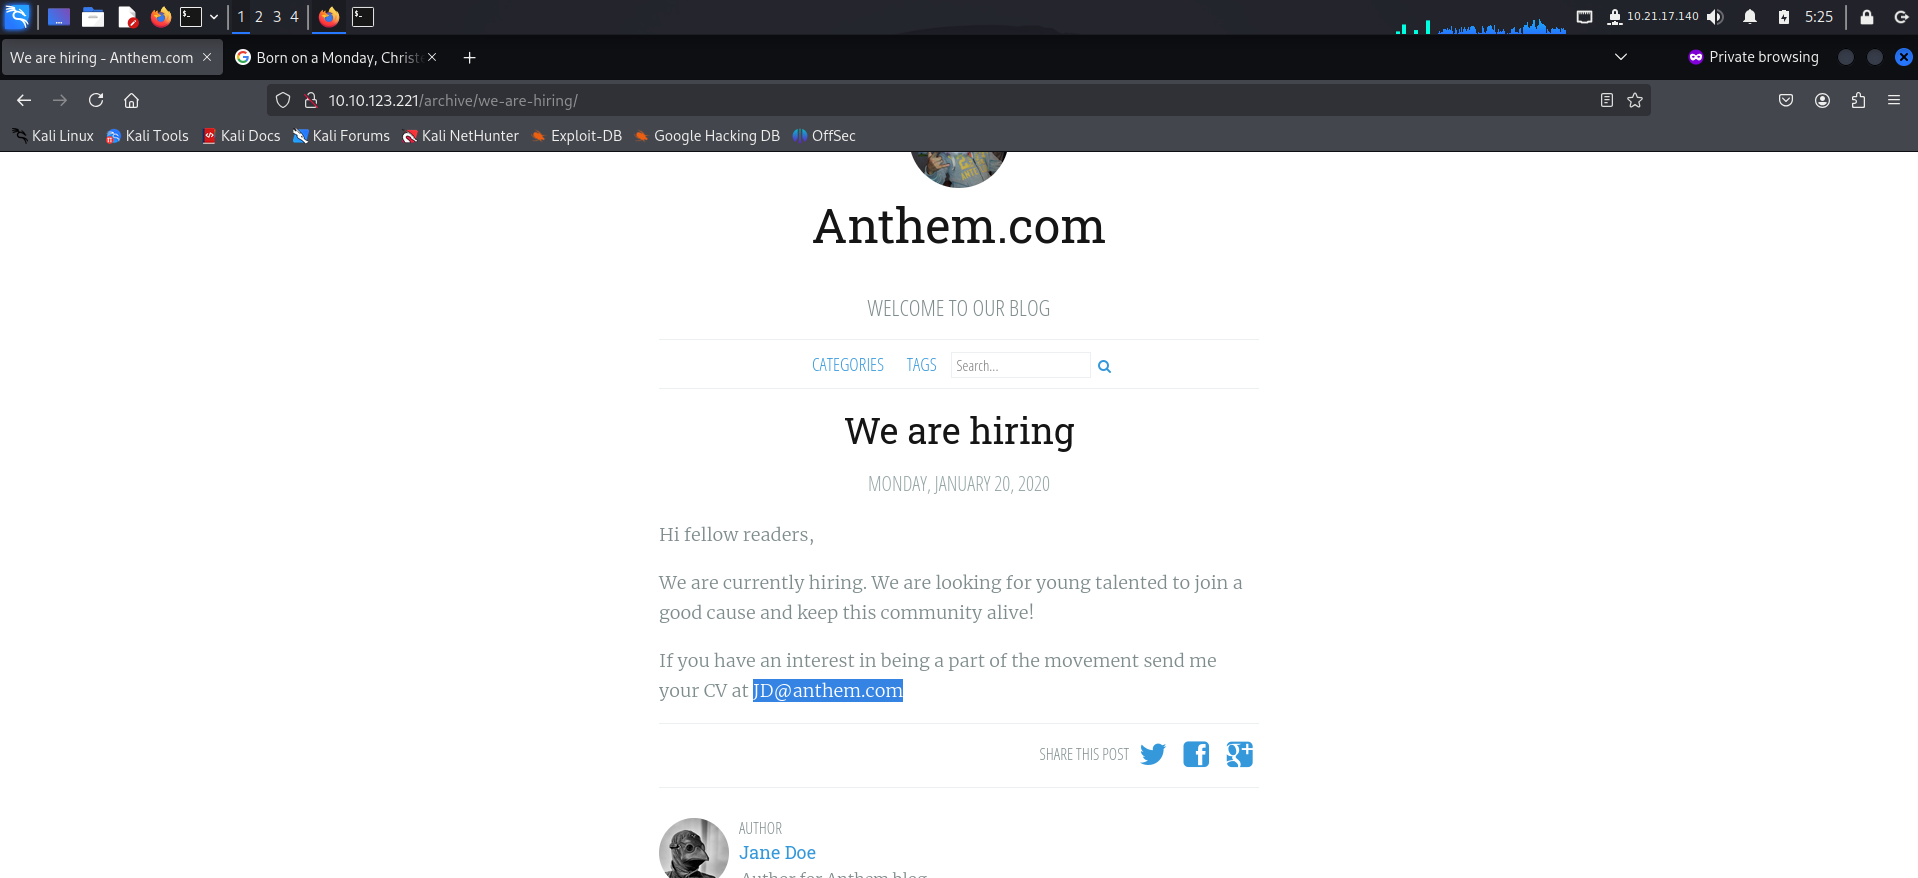 1 2 3 4
10.21.17.140
5:25
We are hiring - Anthem.com
Born on a Monday, Christ
Private browsing
10.10.123.221/archive/we-are-hiring/
Kali Linux Kali Tools Kali Docs Kali Forums Kali NetHunter Exploit-DB Google Hacking DB OffSec
Anthem.com
WELCOME TO OUR BLOG
CATEGORIES TAGS Search...
We are hiring
MONDAY, JANUARY 20, 2020
Hi fellow readers,
We are currently hiring. We are looking for young talented to join a
good cause and keep this community alive!
If you have an interest in being a part of the movement send me
your CV at JD@anthem.com
SHARE THIS POST
AUTHOR
Jane Doe
Author for Anthem blog